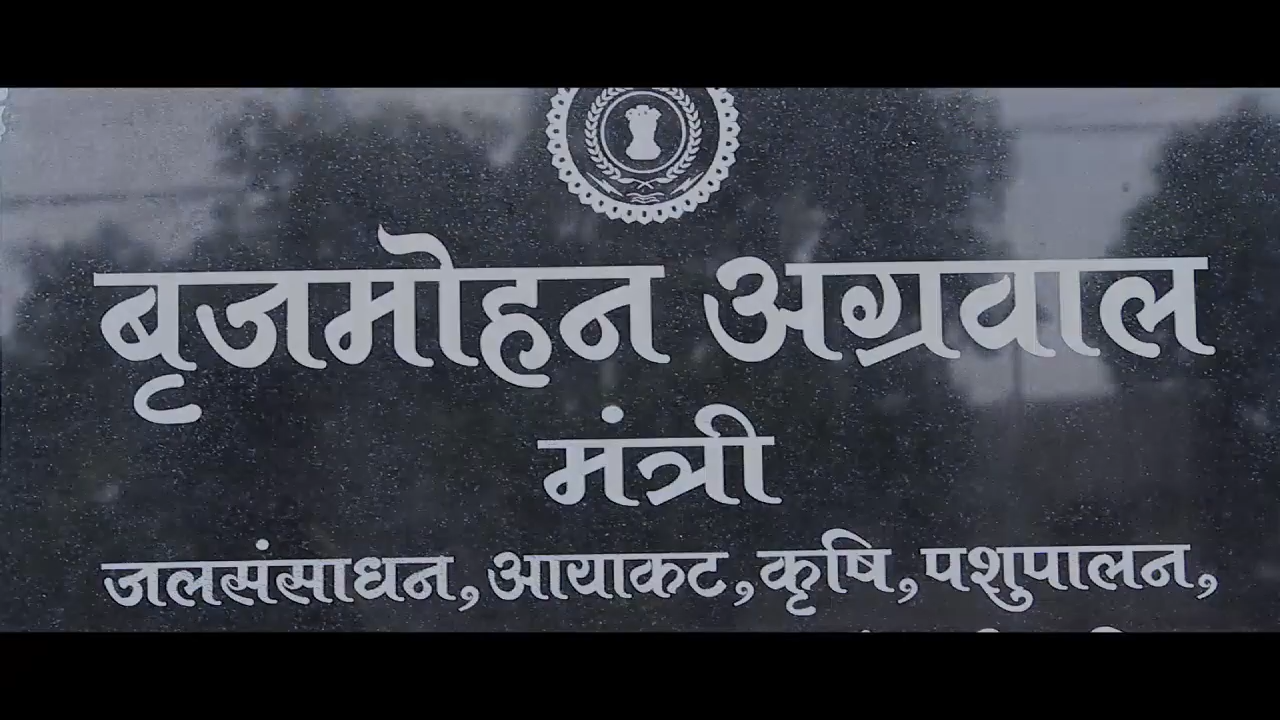 बृजमोहन अग्रवाल
मंत्री
जलसंसाधन, आयाकट, कृषि, पशुपालन,